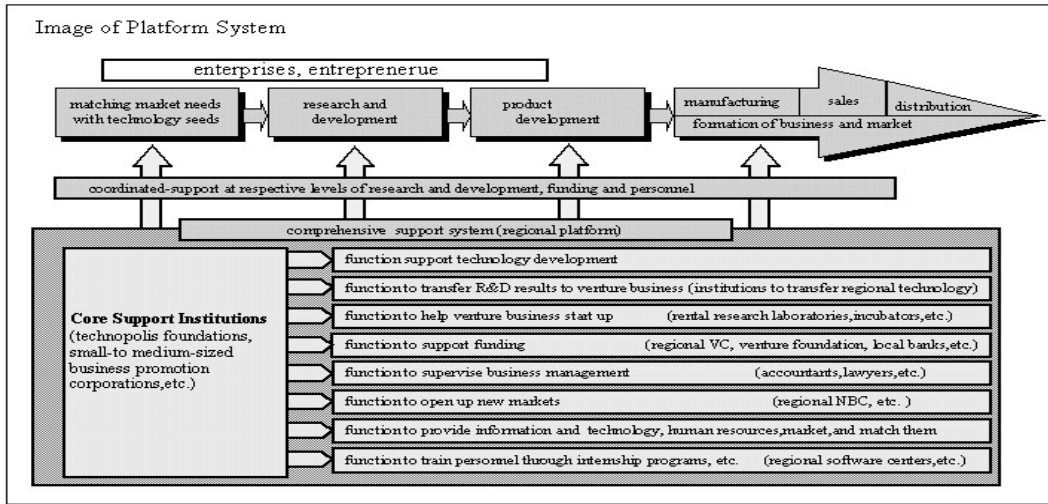 Image of Platform System
enterprises, entreprenerue
matching market needs
with technology seeds
research and
development
product
development
manufacturing
sales
distribution
formation of business and market
coordinated-support at respective levels of research and development, funding and personnel
comprehensive support system (regional platform)
Core Support Institutions
(technopolis foundations,
small-to medium-sized
business promotion
corporations,etc.)
function support technology development
function to transfer R&D results to venture business (institutions to transfer regional technology)
function to help venture business start up (rental research laboratories,incubators,etc.)
function to support funding (regional VC, venture foundation, local banks,etc.)
function to supervise business management (accountants,lawyers,etc.)
function to open up new markets (regional NBC, etc. )
function to provide information and technology, human resources,market,and match them
function to train personnel through internship programs, etc. (regional software centers,etc.)